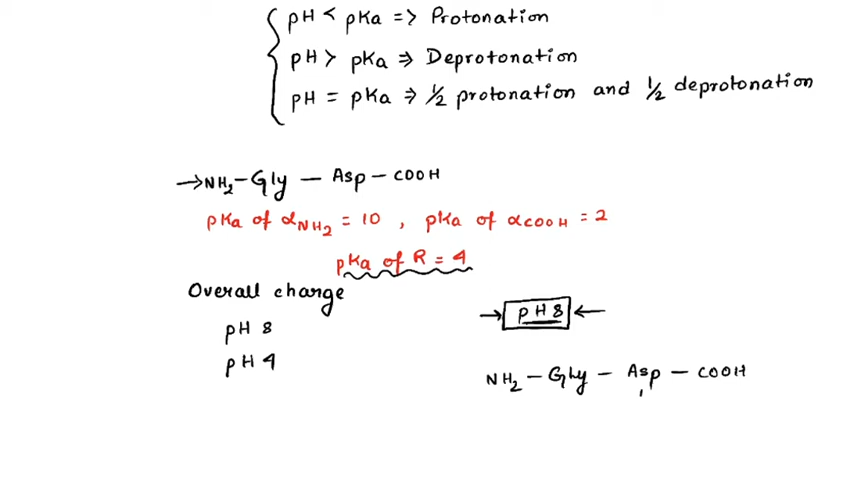 pH < pKa => Protonation
pH > pKa ⇒ Deprotonation
pH = pKa ⇒ 1/2 protonation and 1/2 deprotonation
→NH₂–Gly – Asp – COOH
pKa of αNH₂ = 10 , pKa of αCOOH = 2
pKa of R = 4
Overall charge
→ pH 8 ←
pH 8
pH 4
NH₂ – Gly – Asp – COOH